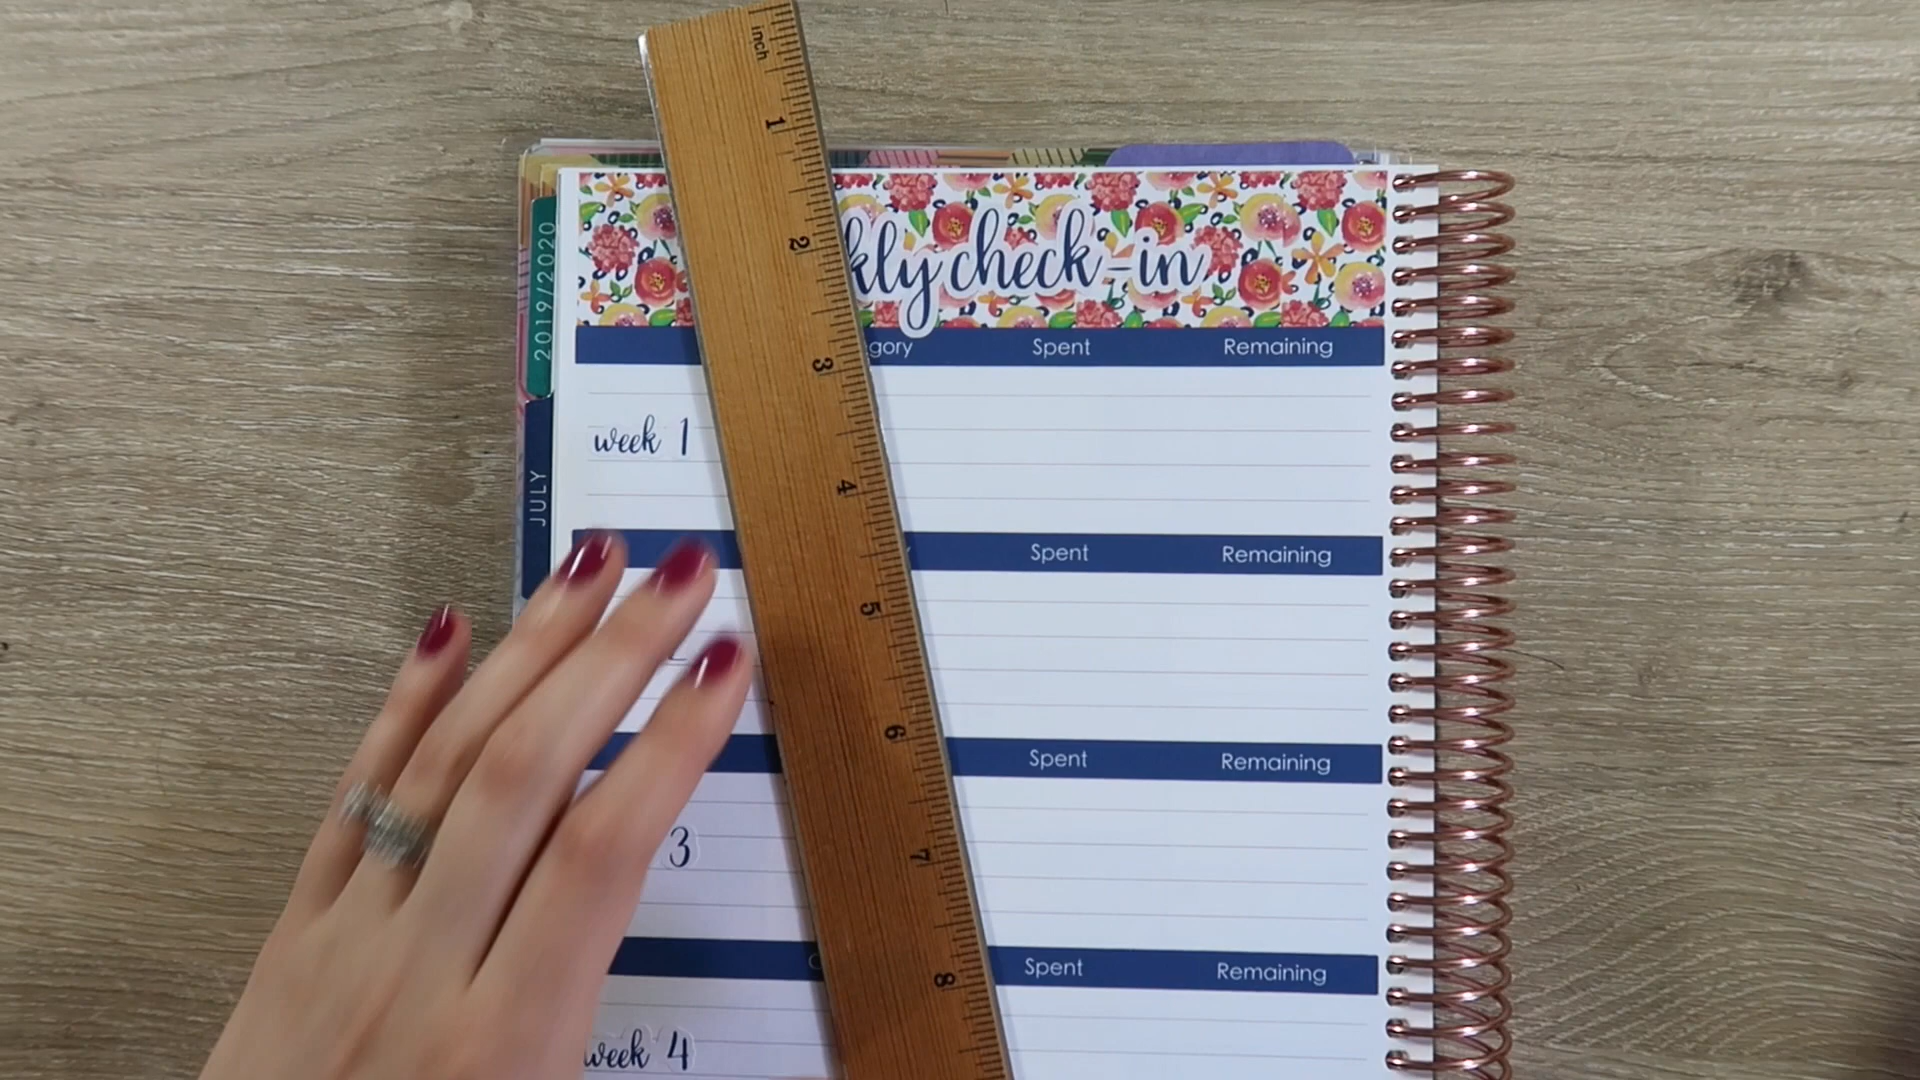 inch
1
2
3
4
5
6
7
8
2019/2020
JULY
kly check-in
gory Spent Remaining
week 1
Spent Remaining
Spent Remaining
3
C Spent Remaining
week 4